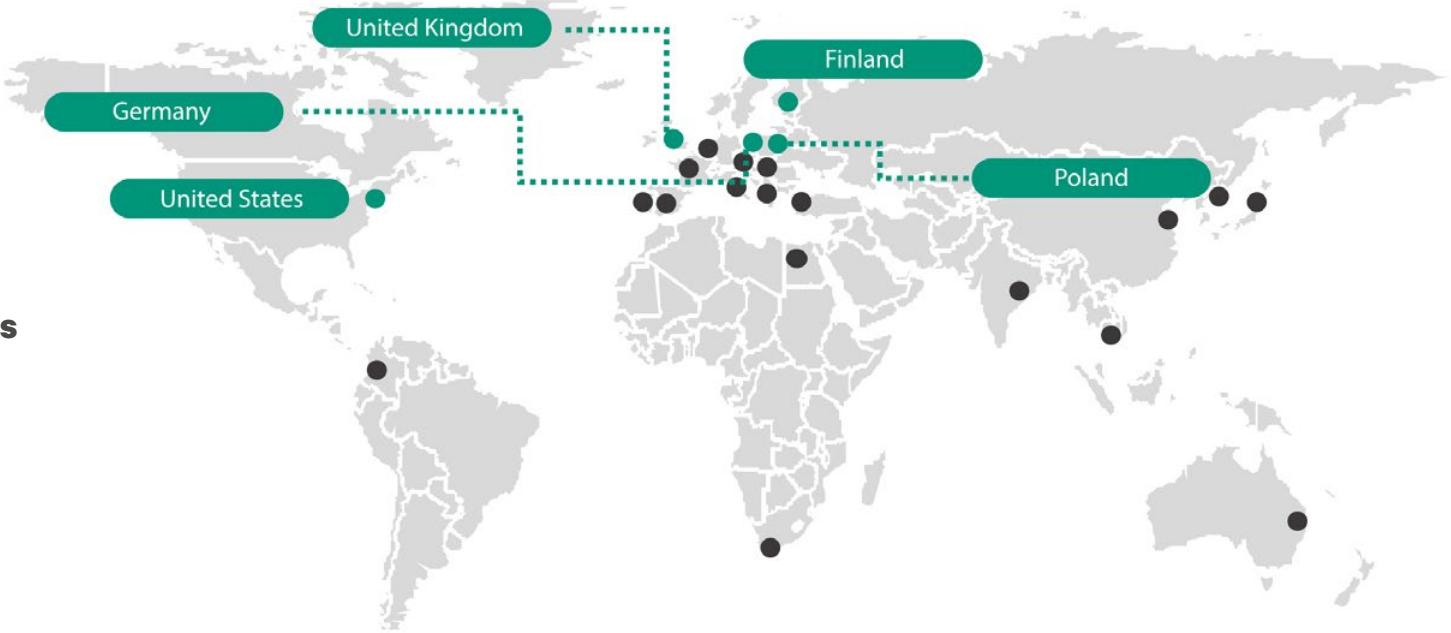 United Kingdom
Finland
Germany
Poland
United States
s